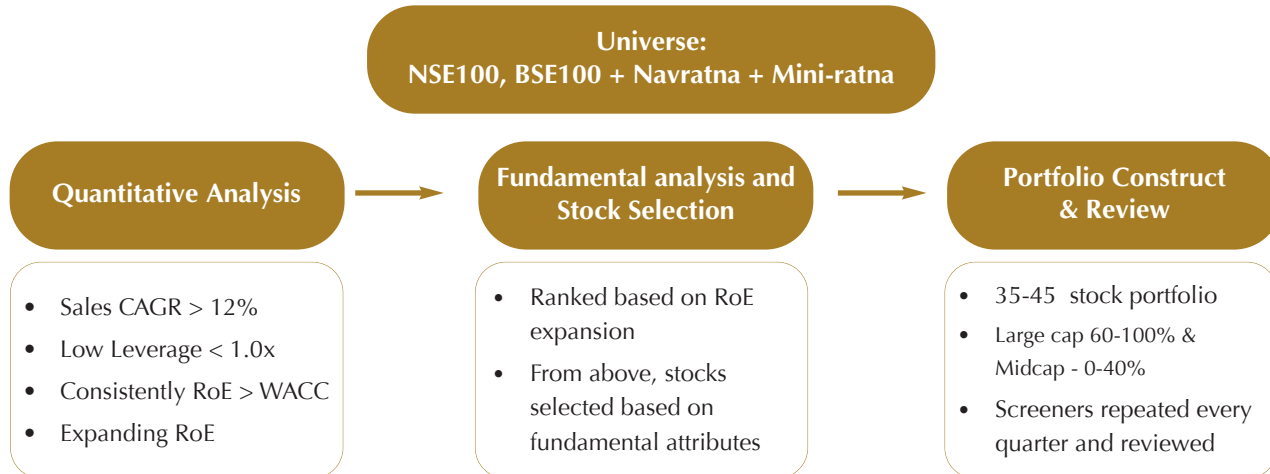 Universe:
NSE100, BSE100 + Navratna + Mini-ratna
Quantitative Analysis
• Sales CAGR > 12%
• Low Leverage < 1.0x
• Consistently RoE > WACC
• Expanding RoE
Fundamental analysis and
Stock Selection
• Ranked based on RoE
expansion
• From above, stocks
selected based on
fundamental attributes
Portfolio Construct
& Review
• 35-45 stock portfolio
• Large cap 60-100% &
Midcap - 0-40%
• Screeners repeated every
quarter and reviewed